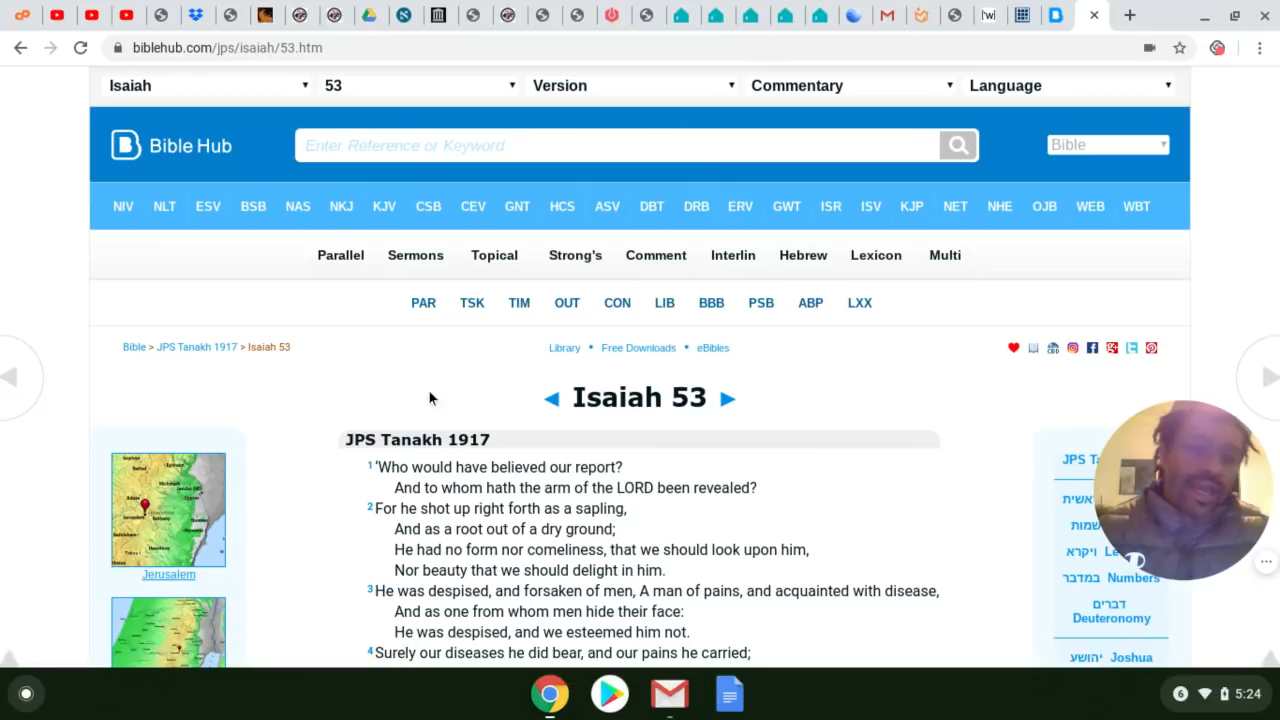 biblehub.com/jps/isaiah/53.htm
Isaiah 53 Version Commentary Language
Bible Hub Enter Reference or Keyword Bible
NIV NLT ESV BSB NAS NKJ KJV CSB CEV GNT HCS ASV DBT DRB ERV GWT ISR ISV KJP NET NHE OJB WEB WBT
Parallel Sermons Topical Strong's Comment Interlin Hebrew Lexicon Multi
PAR TSK TIM OUT CON LIB BBB PSB ABP LXX
Bible > JPS Tanakh 1917 > Isaiah 53 Library • Free Downloads • eBibles
◄ Isaiah 53 ►
JPS Tanakh 1917
1 'Who would have believed our report?
And to whom hath the arm of the LORD been revealed?
2 For he shot up right forth as a sapling,
And as a root out of a dry ground;
He had no form nor comeliness, that we should look upon him,
Nor beauty that we should delight in him.
3 He was despised, and forsaken of men, A man of pains, and acquainted with disease,
And as one from whom men hide their face:
He was despised, and we esteemed him not.
4 Surely our diseases he did bear, and our pains he carried;
Jerusalem
JPS
שמות
ויקרא
במדבר Numbers
דברים
Deuteronomy
יהושע Joshua
6 5:24